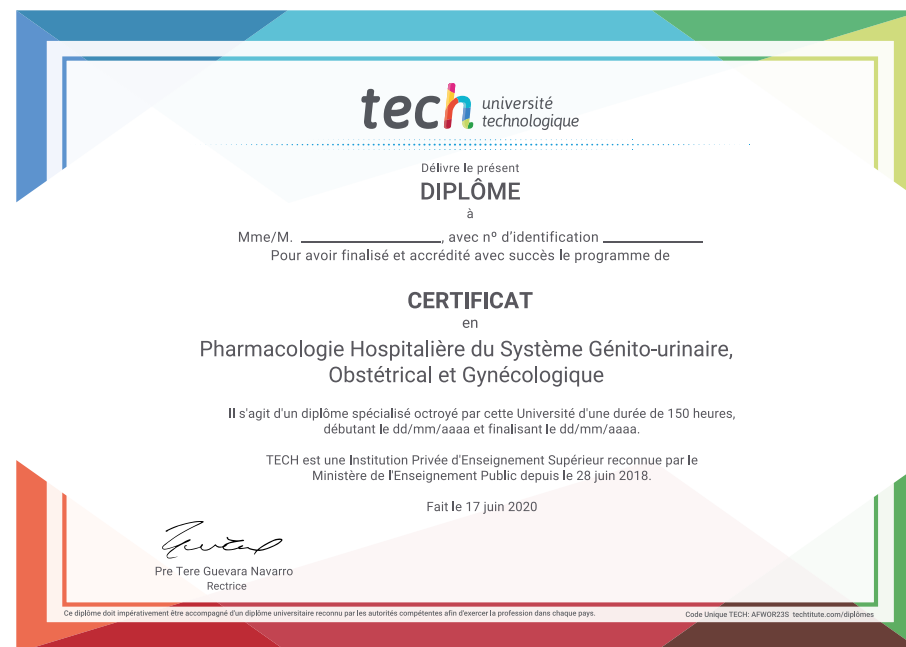 tech université
technologique
Délivre le présent
DIPLÔME
à
Mme/M. ____________________, avec nº d'identification ______________
Pour avoir finalisé et accrédité avec succès le programme de
CERTIFICAT
en
Pharmacologie Hospitalière du Système Génito-urinaire,
Obstétrical et Gynécologique
Il s'agit d'un diplôme spécialisé octroyé par cette Université d'une durée de 150 heures,
débutant le dd/mm/aaaa et finalisant le dd/mm/aaaa.
TECH est une Institution Privée d'Enseignement Supérieur reconnue par le
Ministère de l'Enseignement Public depuis le 28 juin 2018.
Fait le 17 juin 2020
Pre Tere Guevara Navarro
Rectrice
Ce diplôme doit impérativement être accompagné d'un diplôme universitaire reconnu par les autorités compétentes afin d'exercer la profession dans chaque pays.
Code Unique TECH: AFWOR23S techtitute.com/diplômes